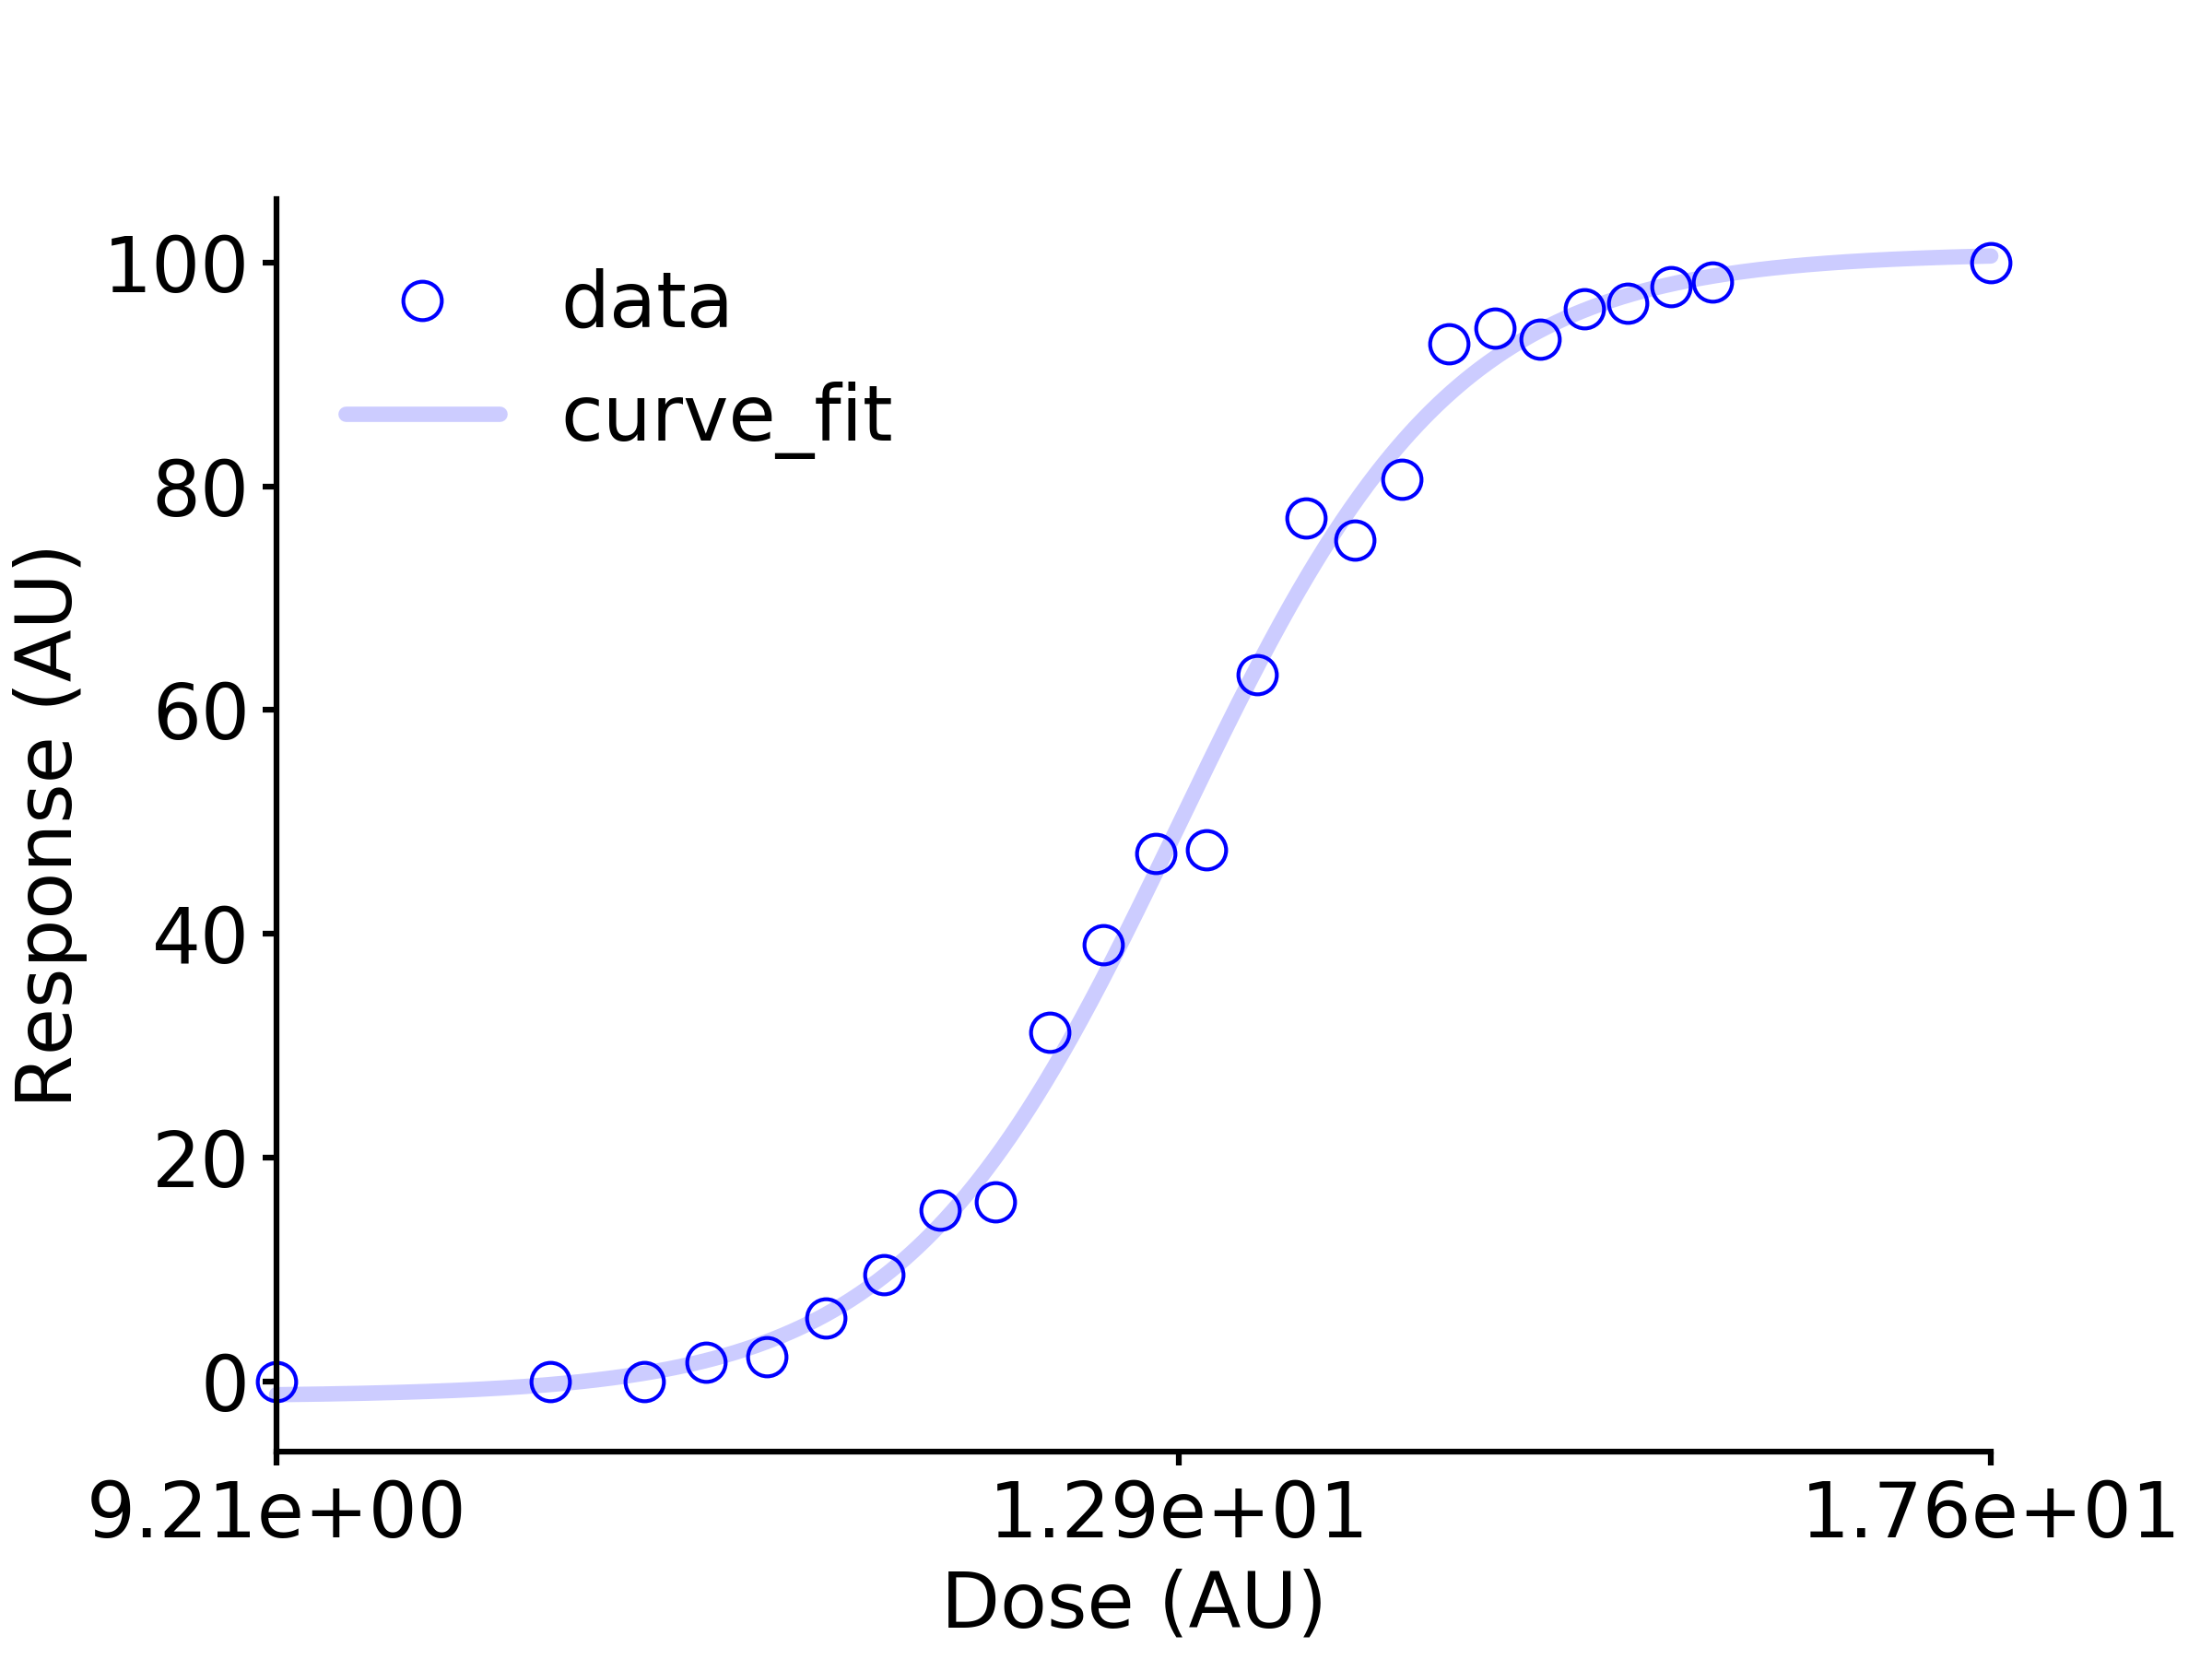 100
80
60
40
20
0
Response (AU)
data
curve_fit
9.21e+00
1.29e+01
1.76e+01
Dose (AU)